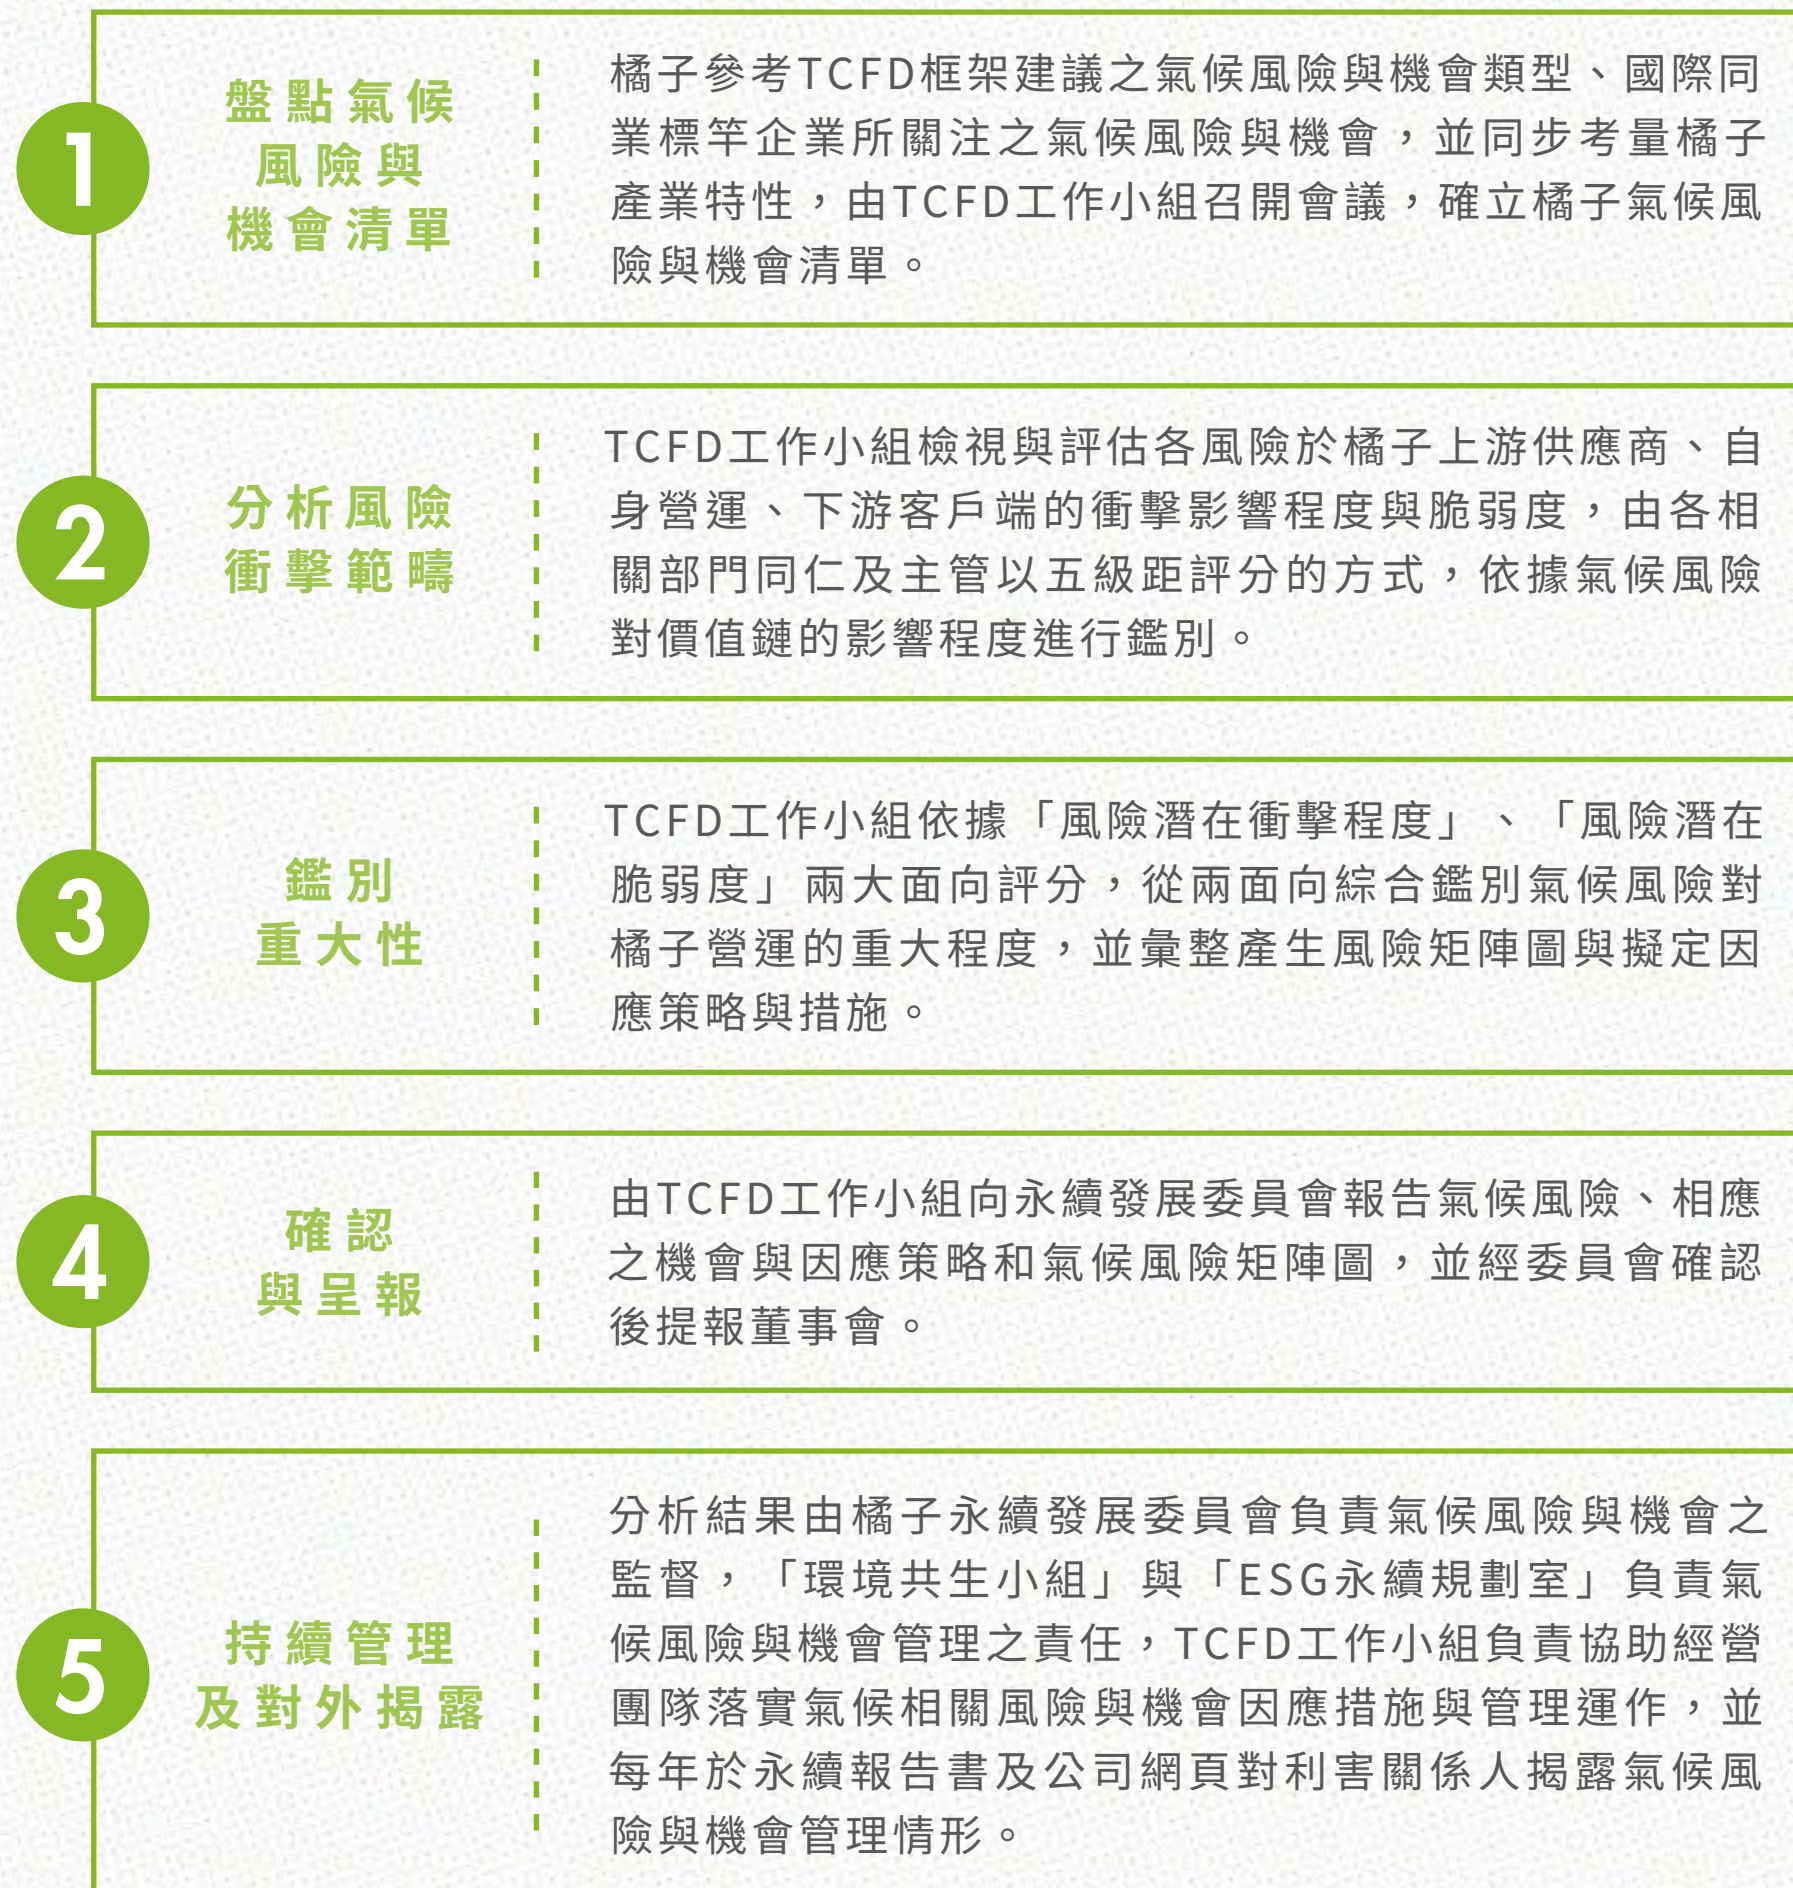 1
盤點氣候
風險與
機會清單
橘子參考TCFD框架建議之氣候風險與機會類型、國際同
業標竿企業所關注之氣候風險與機會，並同步考量橘子
產業特性，由TCFD工作小組召開會議，確立橘子氣候風
險與機會清單。
2
分析風險
衝擊範疇
TCFD工作小組檢視與評估各風險於橘子上游供應商、自
身營運、下游客戶端的衝擊影響程度與脆弱度，由各相
關部門同仁及主管以五級距評分的方式，依據氣候風險
對價值鏈的影響程度進行鑑別。
3
鑑別
重大性
TCFD工作小組依據「風險潛在衝擊程度」、「風險潛在
脆弱度」兩大面向評分，從兩面向綜合鑑別氣候風險對
橘子營運的重大程度，並彙整產生風險矩陣圖與擬定因
應策略與措施。
4
確認
與呈報
由TCFD工作小組向永續發展委員會報告氣候風險、相應
之機會與因應策略和氣候風險矩陣圖，並經委員會確認
後提報董事會。
5
持續管理
及對外揭露
分析結果由橘子永續發展委員會負責氣候風險與機會之
監督，「環境共生小組」與「ESG永續規劃室」負責氣
候風險與機會管理之責任，TCFD工作小組負責協助經營
團隊落實氣候相關風險與機會因應措施與管理運作，並
每年於永續報告書及公司網頁對利害關係人揭露氣候風
險與機會管理情形。